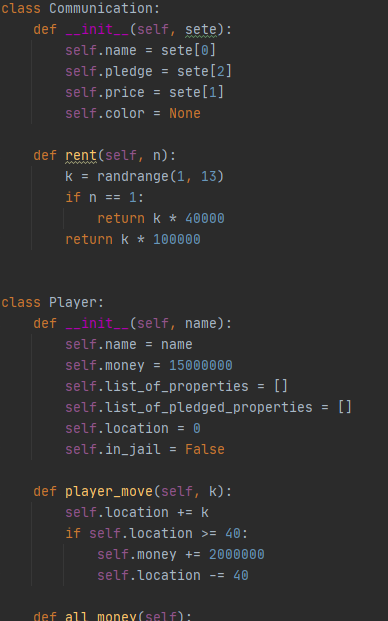 class Communication:
    def __init__(self, sete):
        self.name = sete[0]
        self.pledge = sete[2]
        self.price = sete[1]
        self.color = None

    def rent(self, n):
        k = randrange(1, 13)
        if n == 1:
            return k * 40000
        return k * 100000


class Player:
    def __init__(self, name):
        self.name = name
        self.money = 15000000
        self.list_of_properties = []
        self.list_of_pledged_properties = []
        self.location = 0
        self.in_jail = False

    def player_move(self, k):
        self.location += k
        if self.location >= 40:
            self.money += 2000000
            self.location -= 40

    def all_money(self):